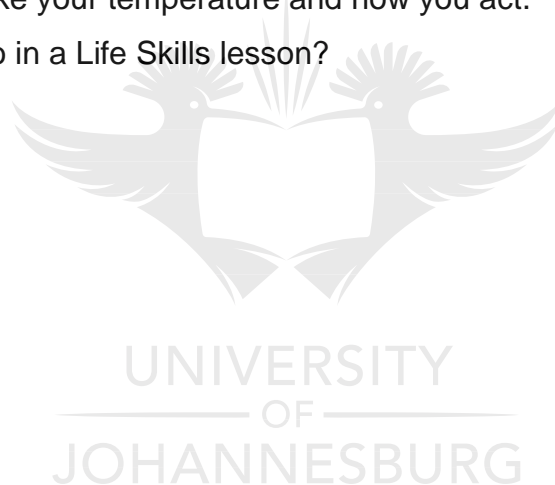 ke your temperature and how you act.
o in a Life Skills lesson?
UNIVERSITY
OF
JOHANNESBURG